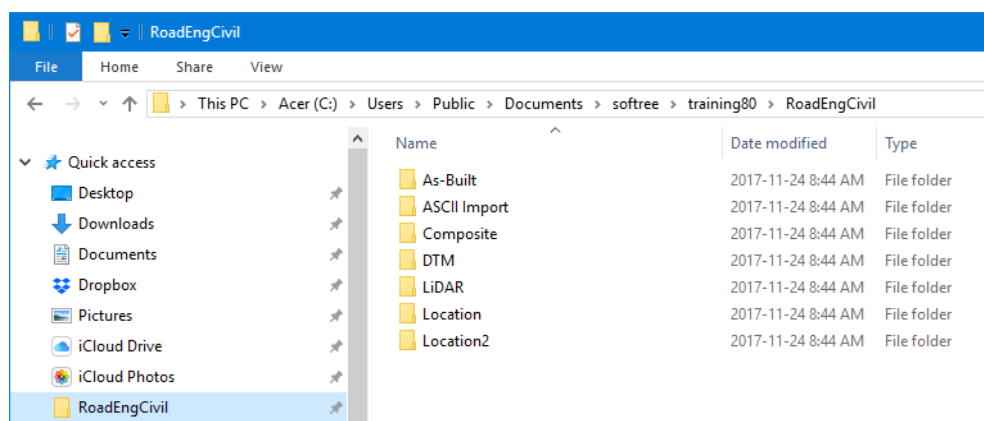 RoadEngCivil
File Home Share View
This PC > Acer (C:) > Users > Public > Documents > softree > training80 > RoadEngCivil
Name Date modified Type
Quick access
Desktop
Downloads
Documents
Dropbox
Pictures
iCloud Drive
iCloud Photos
RoadEngCivil
As-Built 2017-11-24 8:44 AM File folder
ASCII Import 2017-11-24 8:44 AM File folder
Composite 2017-11-24 8:44 AM File folder
DTM 2017-11-24 8:44 AM File folder
LiDAR 2017-11-24 8:44 AM File folder
Location 2017-11-24 8:44 AM File folder
Location2 2017-11-24 8:44 AM File folder